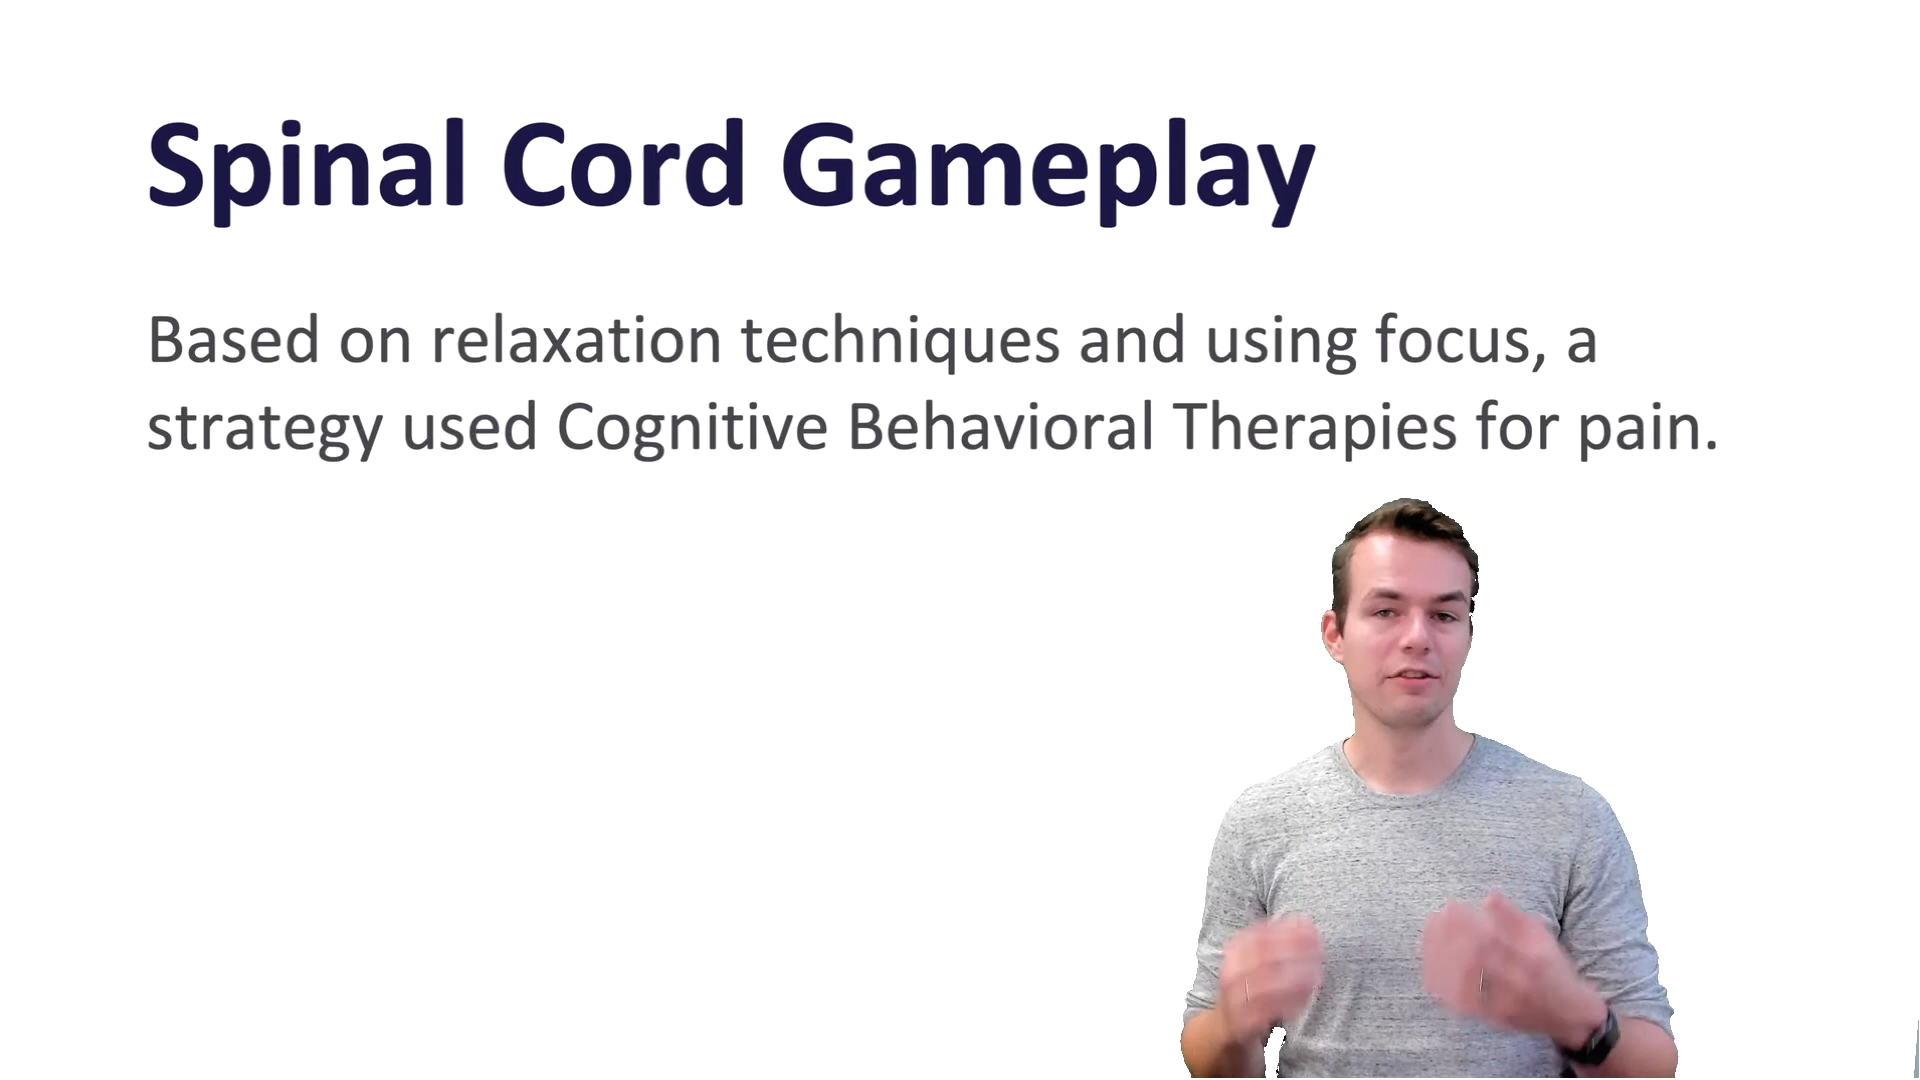 Spinal Cord Gameplay
Based on relaxation techniques and using focus, a
strategy used Cognitive Behavioral Therapies for pain.